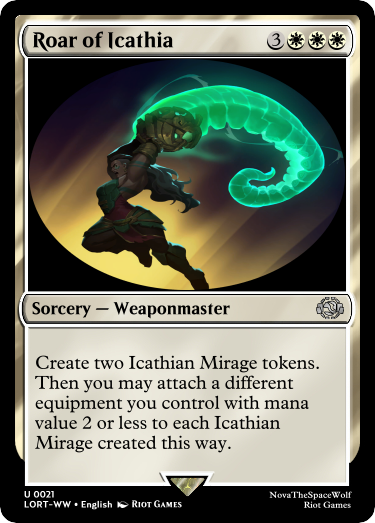 Roar of Icathia 3
Sorcery — Weaponmaster
Create two Icathian Mirage tokens.
Then you may attach a different
equipment you control with mana
value 2 or less to each Icathian
Mirage created this way.
U 0021
LORT-WW • English RIOT GAMES
NovaTheSpaceWolf
Riot Games